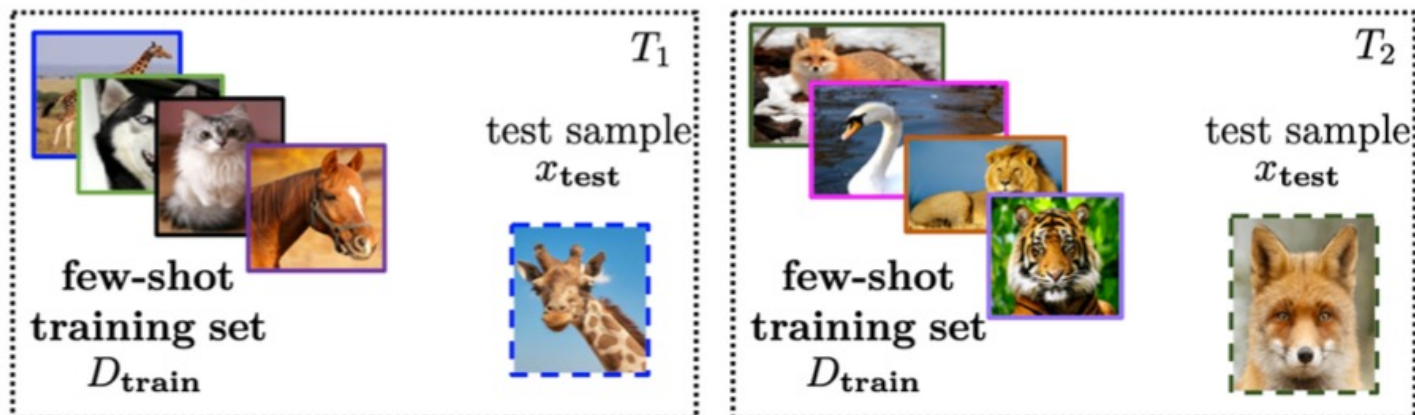 T₁
test sample
x_test
few-shot
training set
D_train
T₂
test sample
x_test
few-shot
training set
D_train